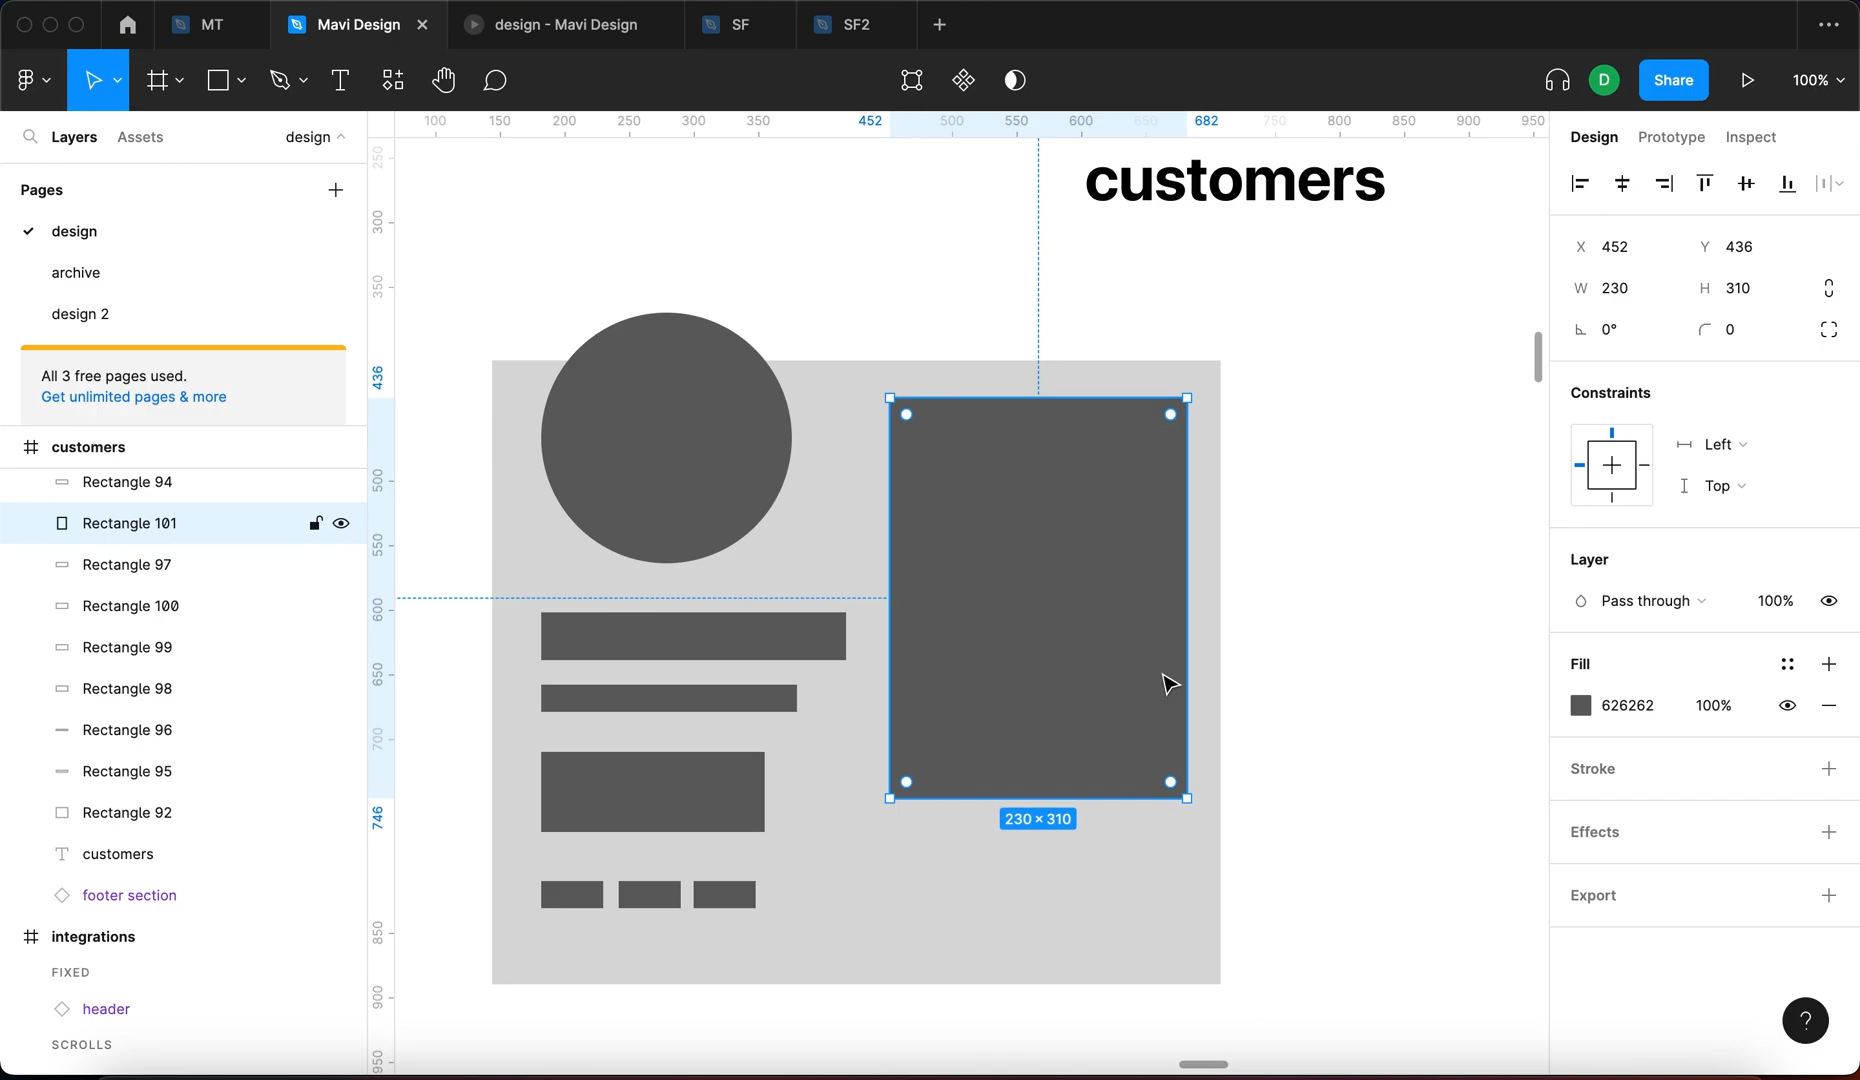 MT
Mavi Design
design - Mavi Design
SF
SF2
D
Share
100%
Layers
Assets
design
100
150
200
250
300
350
452
500
550
600
650
682
750
800
850
900
950
Design
Prototype
Inspect
Pages
design
archive
design 2
All 3 free pages used.
Get unlimited pages & more
customers
Rectangle 94
Rectangle 101
Rectangle 97
Rectangle 100
Rectangle 99
Rectangle 98
Rectangle 96
Rectangle 95
Rectangle 92
customers
footer section
integrations
FIXED
header
SCROLLS
250
300
350
436
500
550
600
650
700
746
850
900
950
customers
230 × 310
X 452
Y 436
W 230
H 310
0°
0
Constraints
Left
Top
Layer
Pass through
100%
Fill
626262
100%
Stroke
Effects
Export
?